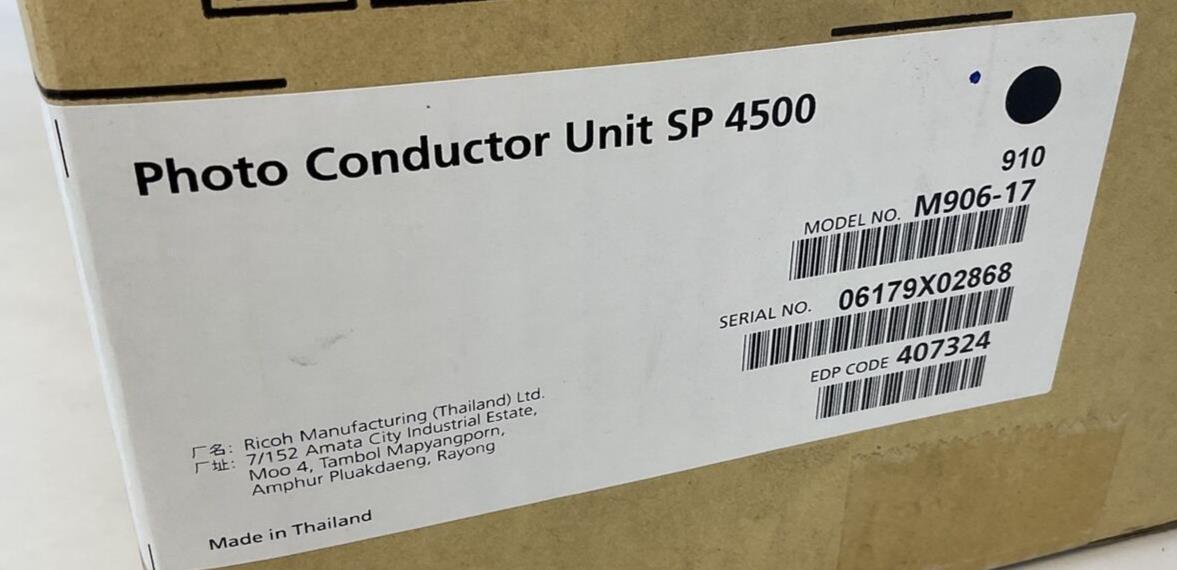 Photo Conductor Unit SP 4500
910
MODEL NO. M906-17
SERIAL NO. 06179X02868
EDP CODE 407324
厂名: Ricoh Manufacturing (Thailand) Ltd.
厂址: 7/152 Amata City Industrial Estate,
Moo 4, Tambol Mapyangporn,
Amphur Pluakdaeng, Rayong
Made in Thailand